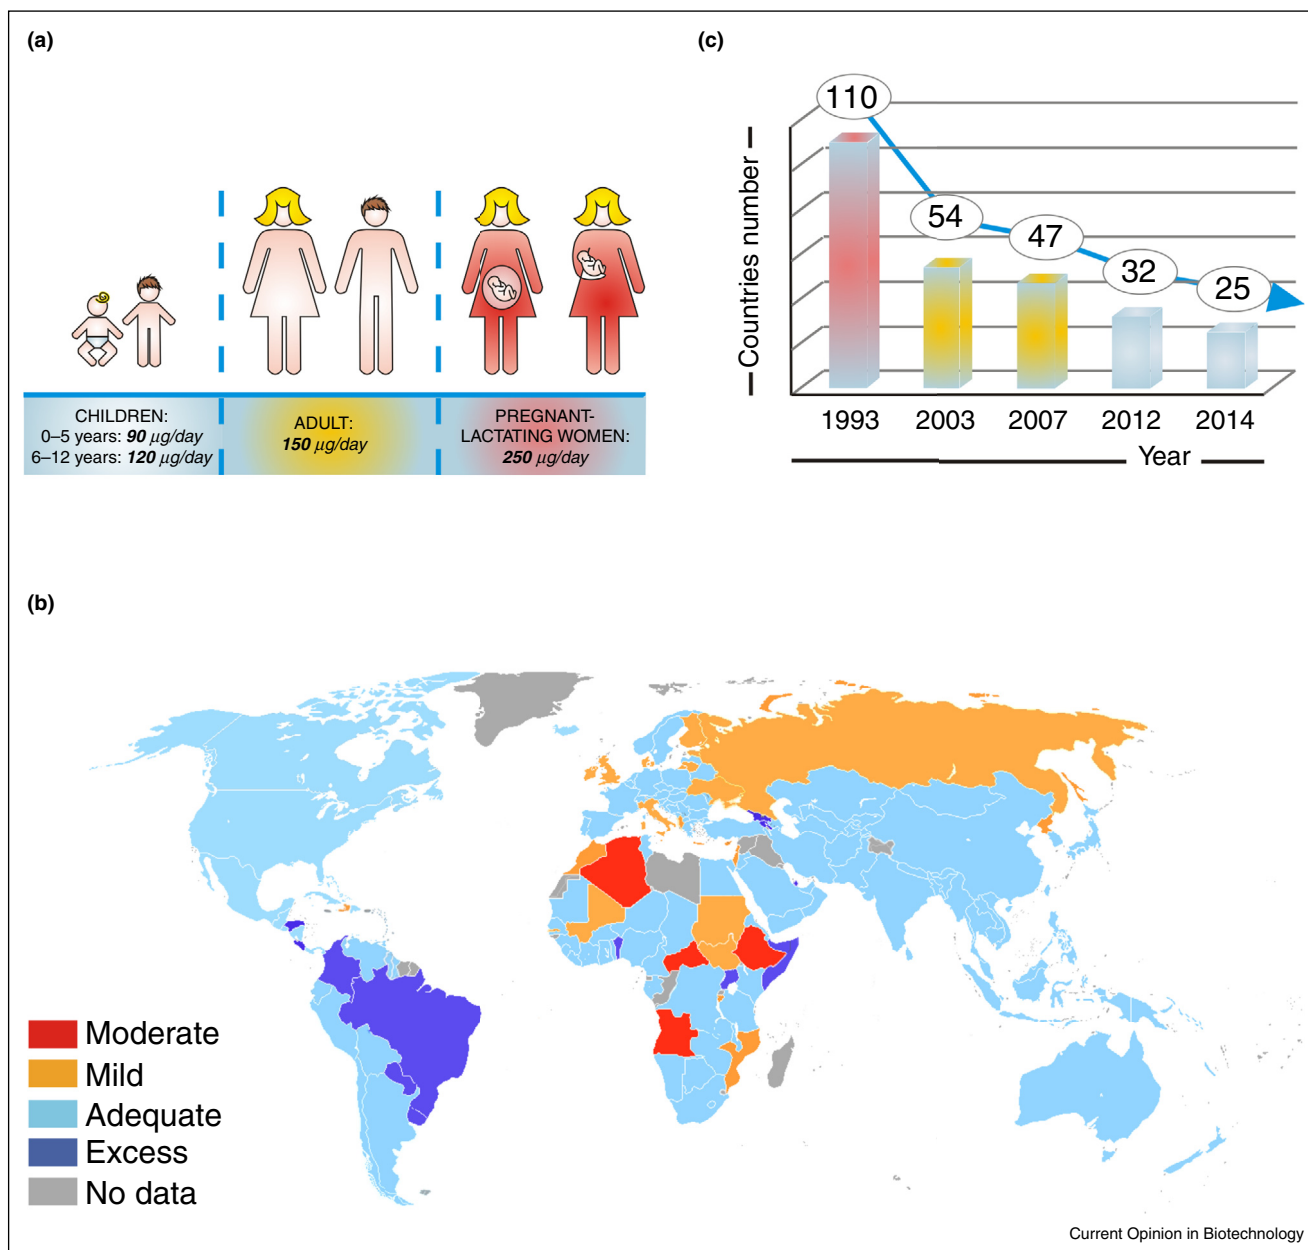 (a)
CHILDREN:
0–5 years: 90 µg/day
6–12 years: 120 µg/day
ADULT:
150 µg/day
PREGNANT-
LACTATING WOMEN:
250 µg/day
(c)
Countries number
110
54
47
32
25
1993 2003 2007 2012 2014
Year
(b)
Moderate
Mild
Adequate
Excess
No data
Current Opinion in Biotechnology